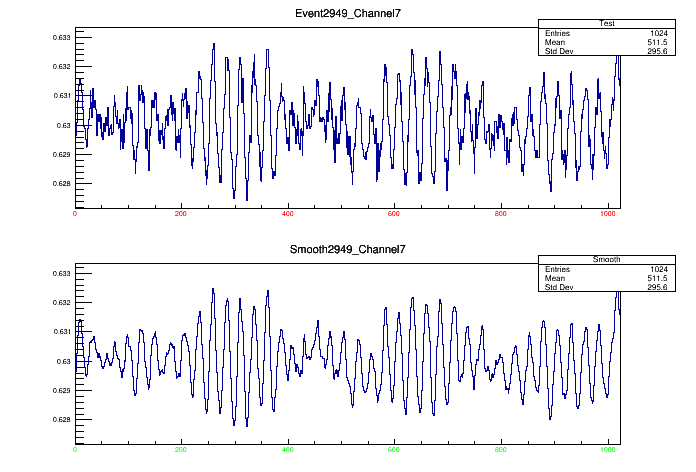 Event2949_Channel7
Test
Entries 1024
Mean 511.5
Std Dev 295.6
0.633
0.632
0.631
0.63
0.629
0.628
0 200 400 600 800 1000
Smooth2949_Channel7
Smooth
Entries 1024
Mean 511.5
Std Dev 295.6
0.633
0.632
0.631
0.63
0.629
0.628
0 200 400 600 800 1000